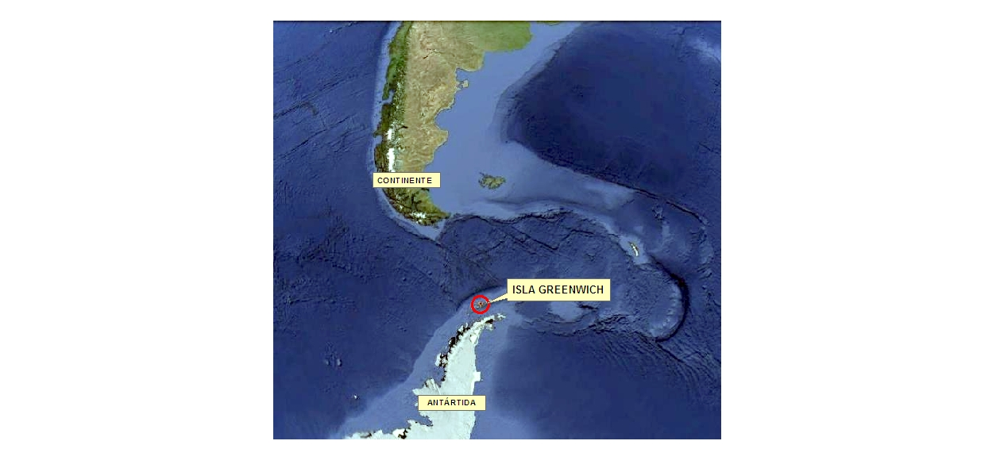 CONTINENTE
ISLA GREENWICH
ANTÁRTIDA